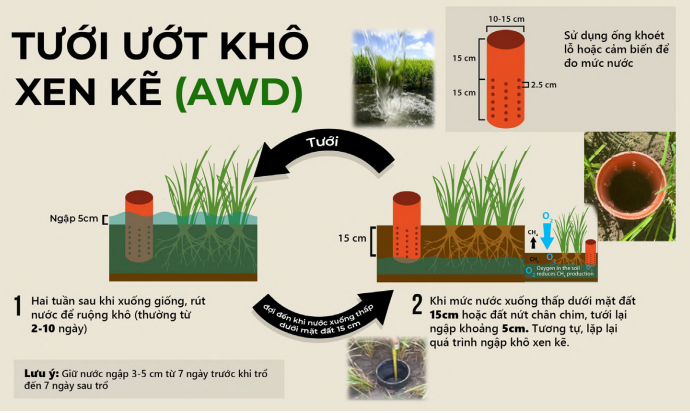 TƯỚI ƯỚT KHÔ
XEN KẼ (AWD)
10-15 cm
15 cm
15 cm
2.5 cm
Sử dụng ống khoét
lỗ hoặc cảm biến để
đo mức nước
Tưới
Ngập 5cm
15 cm
CH₄
O₂
CH₄
O₂
O₂
Oxygen in the soil
reduces CH₄ production
đợi đến khi nước xuống thấp
dưới mặt đất 15 cm
1 Hai tuần sau khi xuống giống, rút
nước để ruộng khô (thường từ
2-10 ngày)
2 Khi mức nước xuống thấp dưới mặt đất
15cm hoặc đất nứt chân chim, tưới lại
ngập khoảng 5cm. Tương tự, lặp lại
quá trình ngập khô xen kẽ.
Lưu ý: Giữ nước ngập 3-5 cm từ 7 ngày trước khi trổ
đến 7 ngày sau trổ